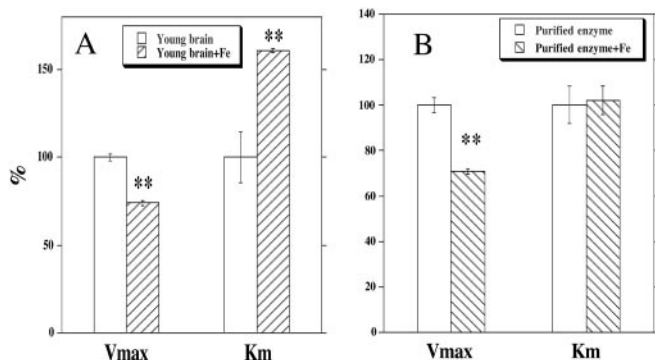 A
Young brain
Young brain+Fe
**
**
%
150
100
50
0
Vmax
Km
B
Purified enzyme
Purified enzyme+Fe
**
140
120
100
80
60
40
20
0
Vmax
Km